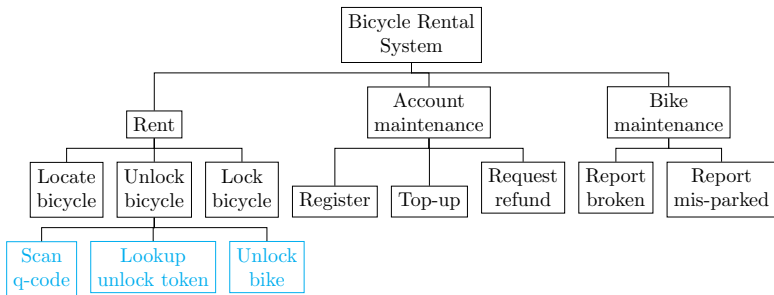 Bicycle Rental
System
Rent
Account
maintenance
Bike
maintenance
Locate
bicycle
Unlock
bicycle
Lock
bicycle
Register
Top-up
Request
refund
Report
broken
Report
mis-parked
Scan
q-code
Lookup
unlock token
Unlock
bike